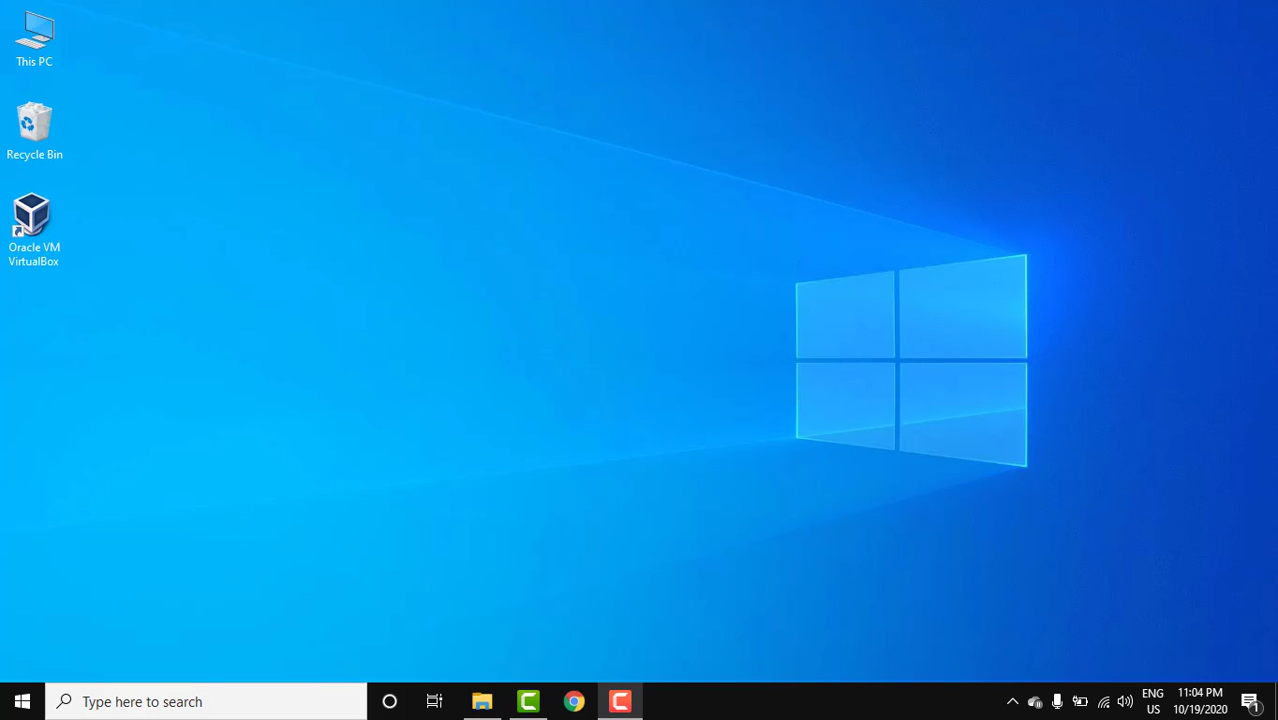 This PC
Recycle Bin
Oracle VM
VirtualBox
Type here to search
ENG
US
11:04 PM
10/19/2020
1